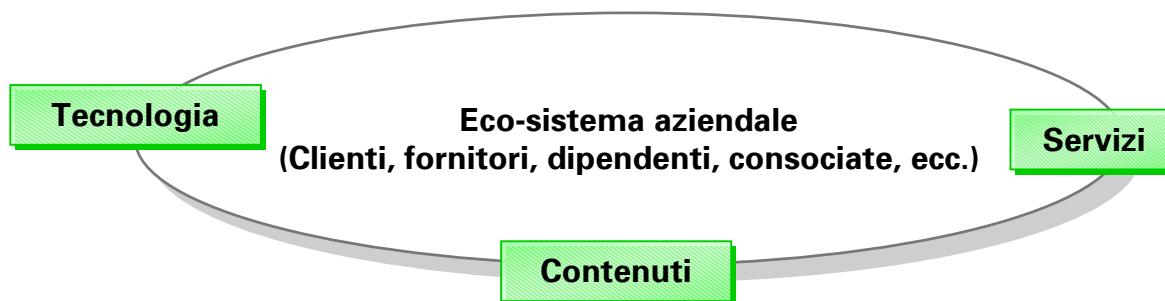 Tecnologia
Eco-sistema aziendale
(Clienti, fornitori, dipendenti, consociate, ecc.)
Servizi
Contenuti